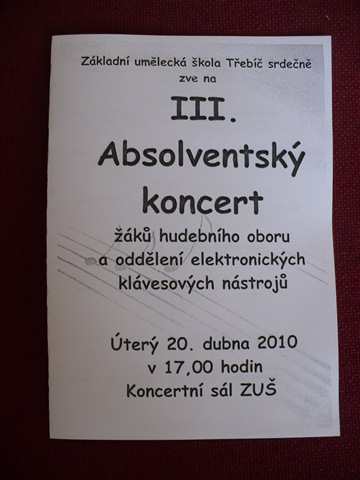 Základní umělecká škola Třebíč srdečně
zve na
III.
Absolventský
koncert
žáků hudebního oboru
a oddělení elektronických
klávesových nástrojů
Úterý 20. dubna 2010
v 17,00 hodin
Koncertní sál ZUŠ